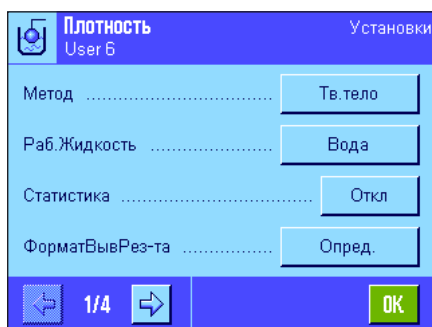 Плотность
Установки
User 6
Метод ................................ Тв.тело
Раб.Жидкость ..................... Вода
Статистика ................................. Откл
ФорматВывРез-та ................ Опред.
1/4
OK